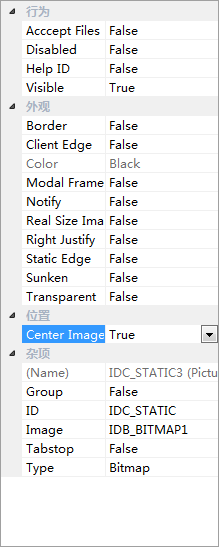 行为
Acccept Files False
Disabled False
Help ID False
Visible True
外观
Border False
Client Edge False
Color Black
Modal Frame False
Notify False
Real Size Ima False
Right Justify False
Static Edge False
Sunken False
Transparent False
位置
Center Image True
杂项
(Name) IDC_STATIC3 (Pictu
Group False
ID IDC_STATIC
Image IDB_BITMAP1
Tabstop False
Type Bitmap